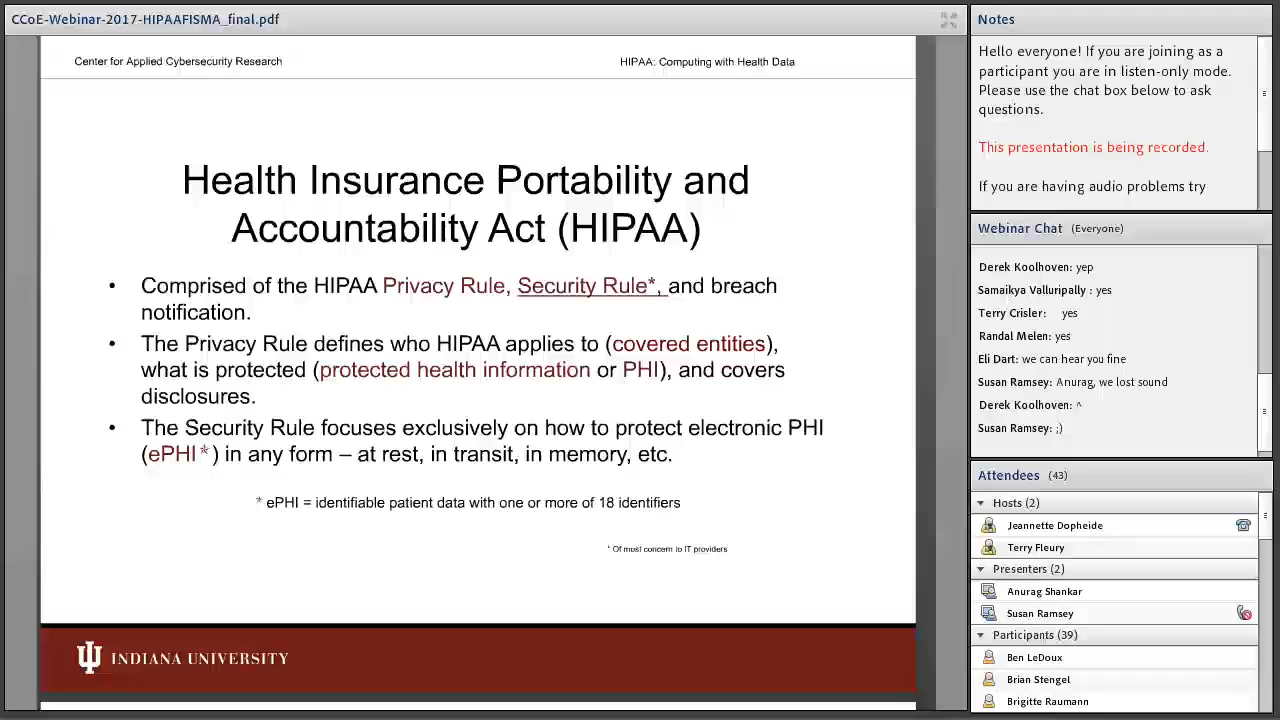 CCoE-Webinar-2017-HIPAAFISMA_final.pdf
Center for Applied Cybersecurity Research
HIPAA: Computing with Health Data
Health Insurance Portability and
Accountability Act (HIPAA)
• Comprised of the HIPAA Privacy Rule, Security Rule*, and breach
notification.
• The Privacy Rule defines who HIPAA applies to (covered entities),
what is protected (protected health information or PHI), and covers
disclosures.
• The Security Rule focuses exclusively on how to protect electronic PHI
(ePHI*) in any form – at rest, in transit, in memory, etc.
* ePHI = identifiable patient data with one or more of 18 identifiers
* Of most concern to IT providers
INDIANA UNIVERSITY
Notes
Hello everyone! If you are joining as a
participant you are in listen-only mode.
Please use the chat box below to ask
questions.
This presentation is being recorded.
If you are having audio problems try
Webinar Chat (Everyone)
Derek Koolhoven: yep
Samaikya Valluripally : yes
Terry Crisler: yes
Randal Melen: yes
Eli Dart: we can hear you fine
Susan Ramsey: Anurag, we lost sound
Derek Koolhoven: ^
Susan Ramsey: ;)
Attendees (43)
Hosts (2)
Jeannette Dopheide
Terry Fleury
Presenters (2)
Anurag Shankar
Susan Ramsey
Participants (39)
Ben LeDoux
Brian Stengel
Brigitte Raumann